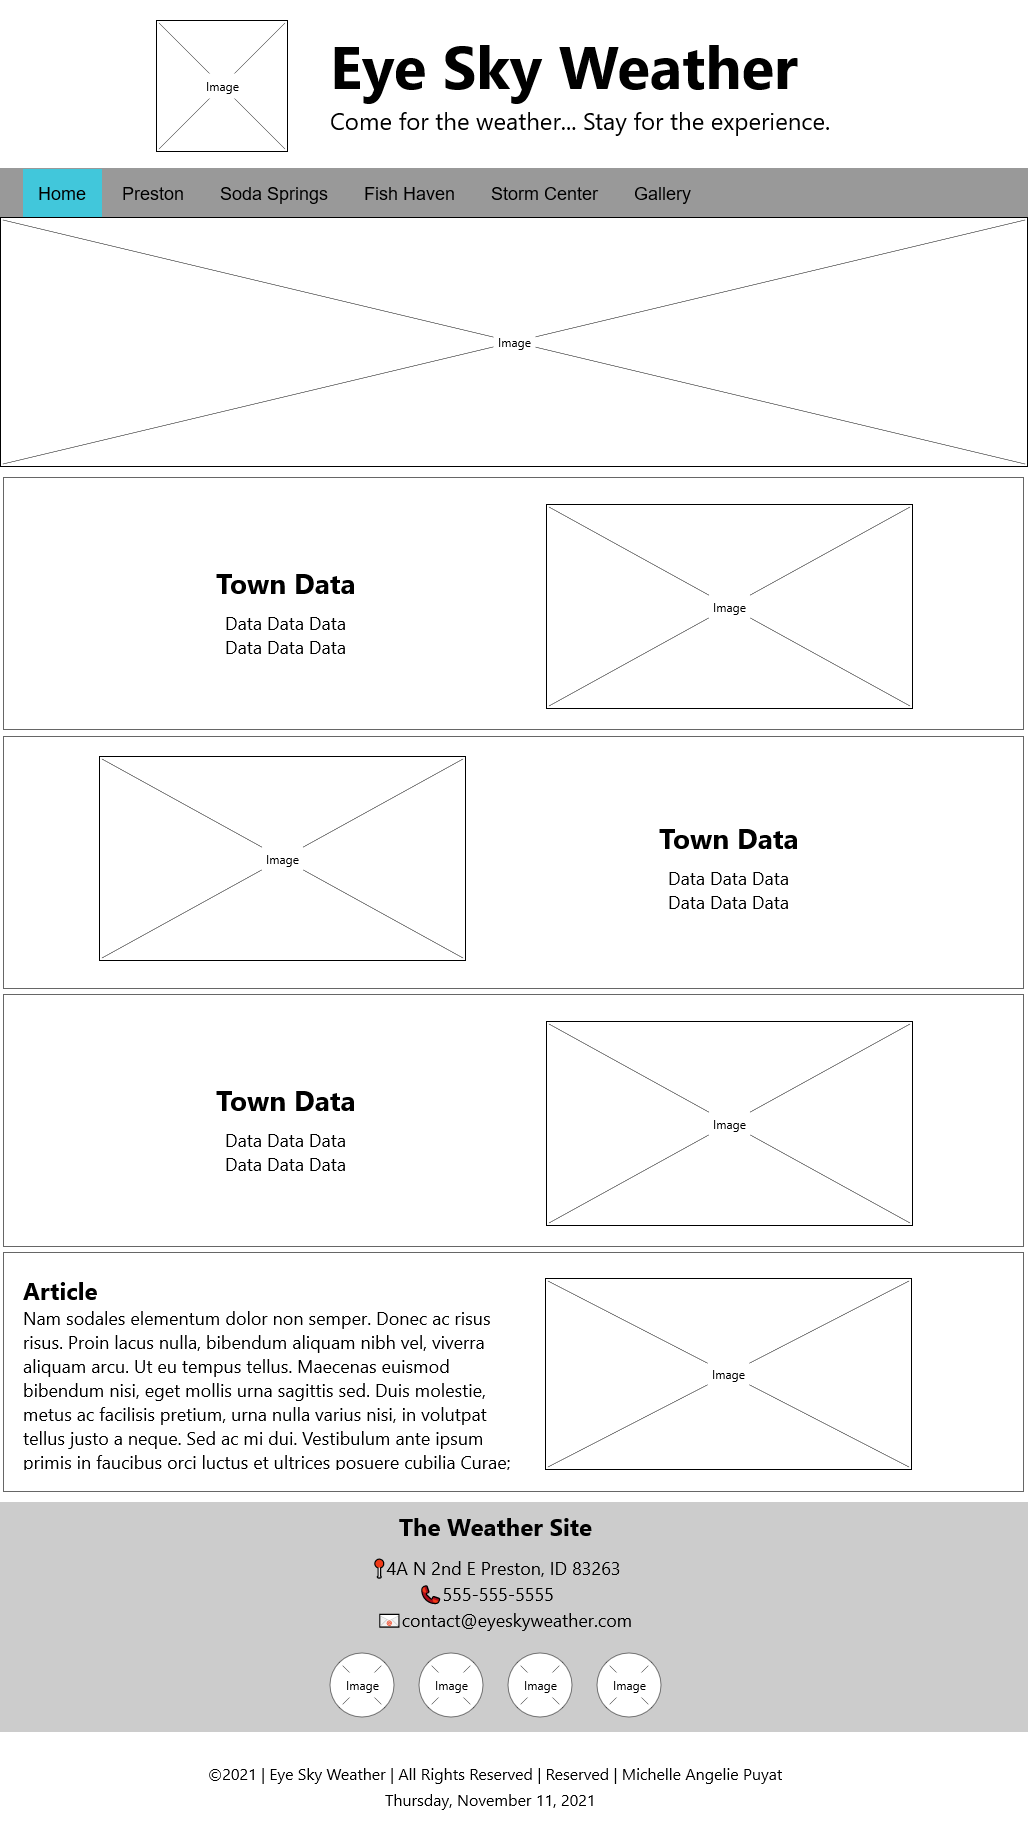 Image
Eye Sky Weather
Come for the weather... Stay for the experience.
Home Preston Soda Springs Fish Haven Storm Center Gallery
Image
Town Data
Data Data Data
Data Data Data
Image
Image
Town Data
Data Data Data
Data Data Data
Town Data
Data Data Data
Data Data Data
Image
Article
Nam sodales elementum dolor non semper. Donec ac risus
risus. Proin lacus nulla, bibendum aliquam nibh vel, viverra
aliquam arcu. Ut eu tempus tellus. Maecenas euismod
bibendum nisi, eget mollis urna sagittis sed. Duis molestie,
metus ac facilisis pretium, urna nulla varius nisi, in volutpat
tellus justo a neque. Sed ac mi dui. Vestibulum ante ipsum
primis in faucibus orci luctus et ultrices posuere cubilia Curae;
Image
The Weather Site
4A N 2nd E Preston, ID 83263
555-555-5555
contact@eyeskyweather.com
Image Image Image Image
©2021 | Eye Sky Weather | All Rights Reserved | Reserved | Michelle Angelie Puyat
Thursday, November 11, 2021